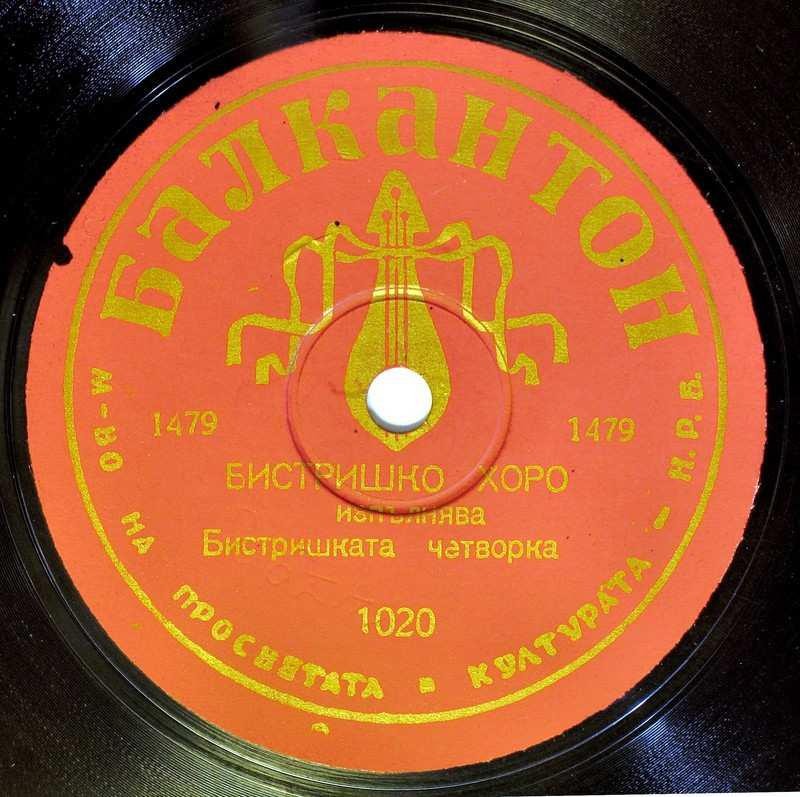 Балкантон
1479 1479
БИСТРИШКО ХОРО
изпълнява
Бистришката четворка
1020
М-ВО НА ПРОСВЕТАТА И КУЛТУРАТА – Н.Р.Б.